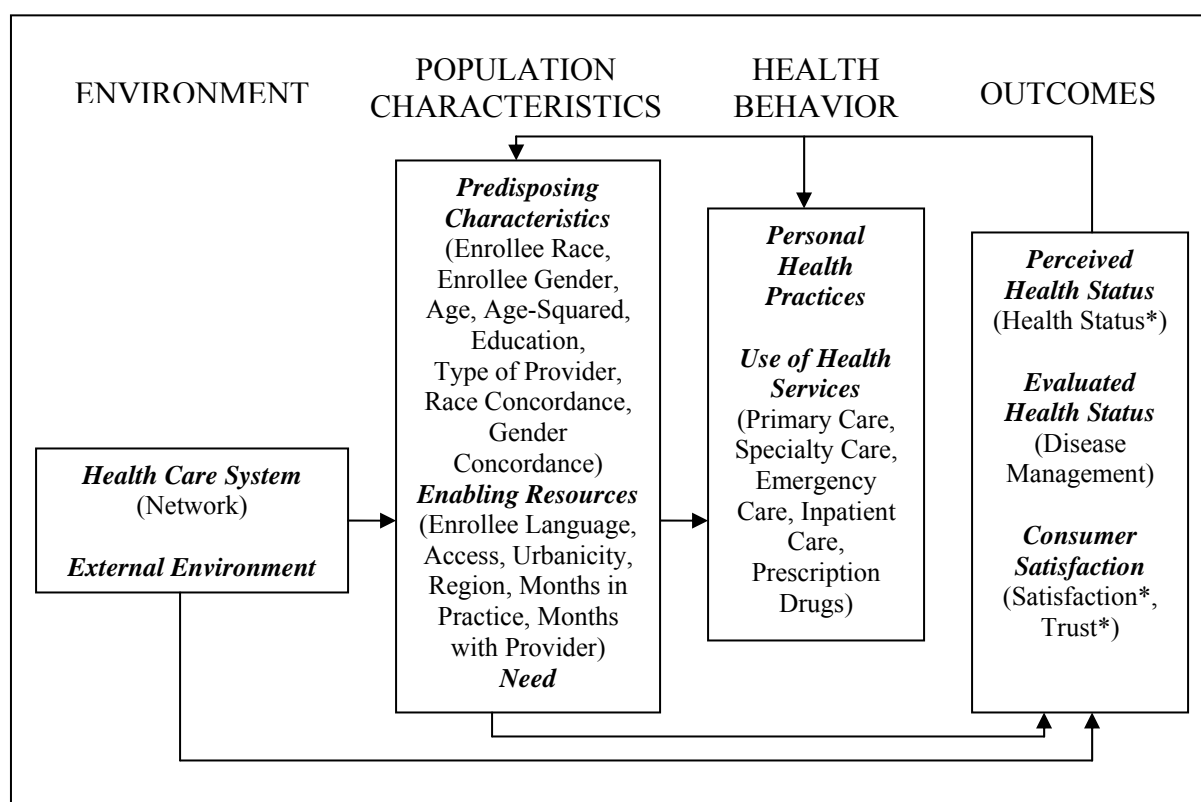 ENVIRONMENT
POPULATION
CHARACTERISTICS
HEALTH
BEHAVIOR
OUTCOMES
Health Care System
(Network)
External Environment
Predisposing
Characteristics
(Enrollee Race,
Enrollee Gender,
Age, Age-Squared,
Education,
Type of Provider,
Race Concordance,
Gender
Concordance)
Enabling Resources
(Enrollee Language,
Access, Urbanicity,
Region, Months in
Practice, Months
with Provider)
Need
Personal
Health
Practices
Use of Health
Services
(Primary Care,
Specialty Care,
Emergency
Care, Inpatient
Care,
Prescription
Drugs)
Perceived
Health Status
(Health Status*)
Evaluated
Health Status
(Disease
Management)
Consumer
Satisfaction
(Satisfaction*,
Trust*)